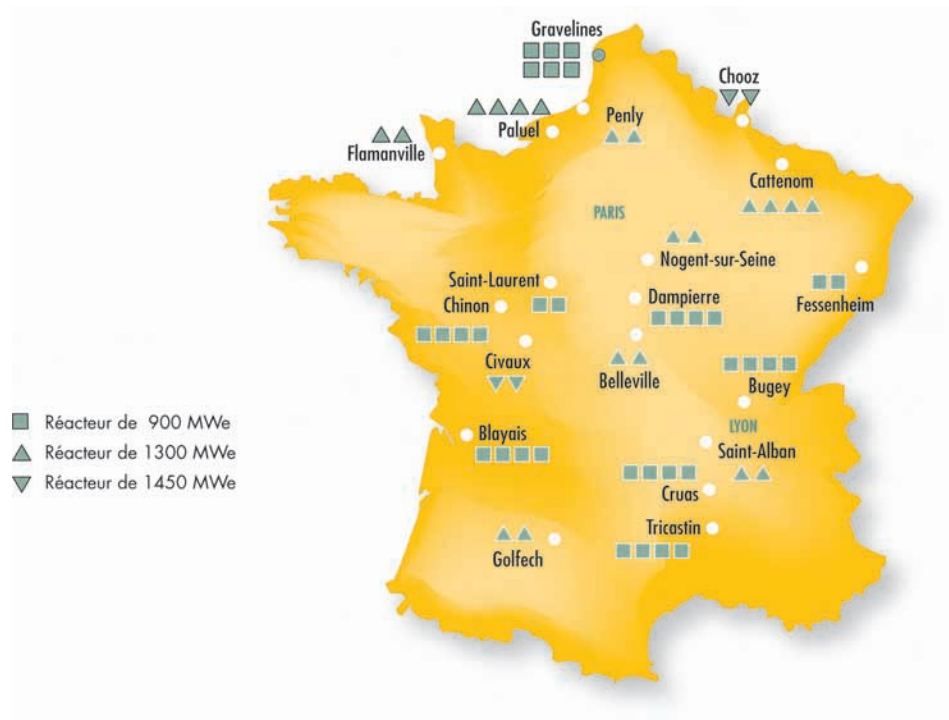 Gravelines
Chooz
Penly
Paluel
Flamanville
Cattenom
PARIS
Nogent-sur-Seine
Saint-Laurent
Chinon
Dampierre
Fessenheim
Civaux
Belleville
Bugey
Réacteur de 900 MWe
Réacteur de 1300 MWe
Réacteur de 1450 MWe
Blayais
LYON
Saint-Alban
Cruas
Tricastin
Golfech